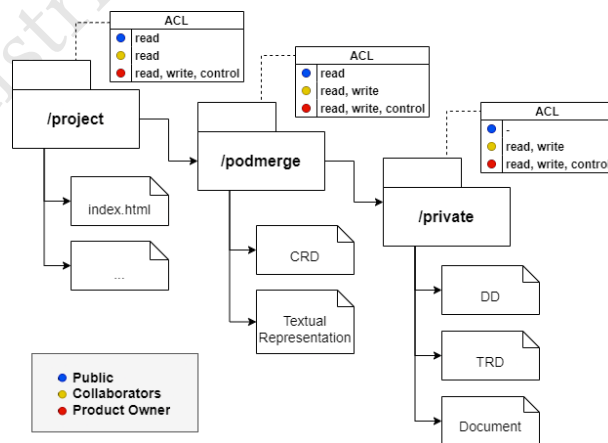 ACL
read
read
read, write, control
/project
index.html
...
ACL
read
read, write
read, write, control
/podmerge
CRD
Textual
Representation
ACL
-
read, write
read, write, control
/private
DD
TRD
Document
Public
Collaborators
Product Owner